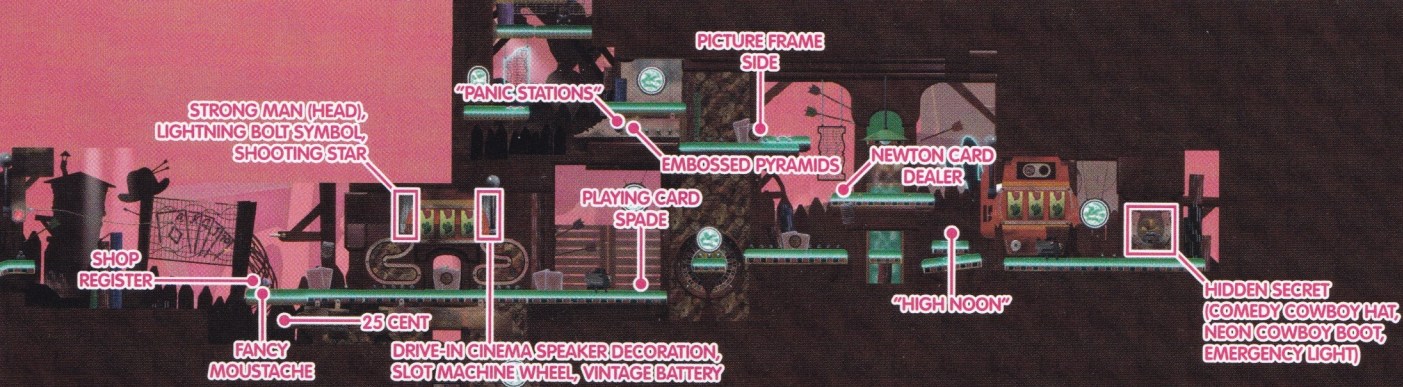 PICTURE FRAME
SIDE
"PANIC STATIONS"
STRONG MAN (HEAD),
LIGHTNING BOLT SYMBOL,
SHOOTING STAR
EMBOSSED PYRAMIDS
NEWTON CARD
DEALER
PLAYING CARD
SPADE
SHOP
REGISTER
"HIGH NOON"
HIDDEN SECRET
(COMEDY COWBOY HAT,
NEON COWBOY BOOT,
EMERGENCY LIGHT)
25 CENT
FANCY
MOUSTACHE
DRIVE-IN CINEMA SPEAKER DECORATION,
SLOT MACHINE WHEEL, VINTAGE BATTERY